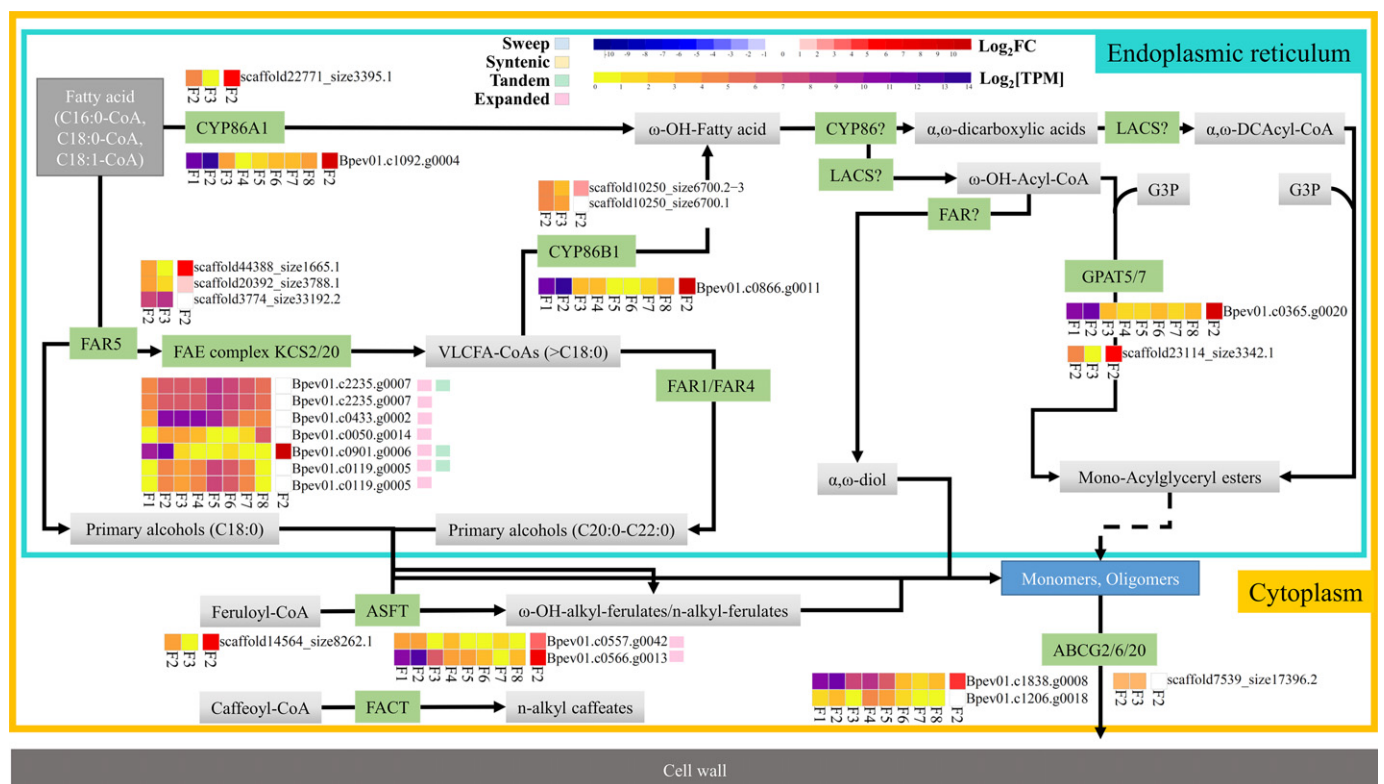 Sweep
Syntenic
Tandem
Expanded
-10 -9 -8 -7 -6 -5 -4 -3 -2 -1 0 1 2 3 4 5 6 7 8 9 10
Log2FC
0 1 2 3 4 5 6 7 8 9 10 11 12 13 14
Log2[TPM]
Endoplasmic reticulum
scaffold22771_size3395.1
F2 F3 F2
Fatty acid
(C16:0-CoA,
C18:0-CoA,
C18:1-CoA)
CYP86A1
ω-OH-Fatty acid
CYP86?
α,ω-dicarboxylic acids
LACS?
α,ω-DCAcyl-CoA
Bpev01.c1092.g0004
F1 F2 F3 F4 F5 F6 F7 F8 F2
LACS?
ω-OH-Acyl-CoA
G3P
G3P
scaffold10250_size6700.2-3
scaffold10250_size6700.1
F2 F3 F2
FAR?
CYP86B1
scaffold44388_size1665.1
scaffold20392_size3788.1
scaffold3774_size33192.2
F2 F3 F2
Bpev01.c0866.g0011
F1 F2 F3 F4 F5 F6 F7 F8 F2
GPAT5/7
Bpev01.c0365.g0020
F1 F2 F3 F4 F5 F6 F7 F8 F2
scaffold23114_size3342.1
F2 F3 F2
FAR5
FAE complex KCS2/20
VLCFA-CoAs (>C18:0)
FAR1/FAR4
Bpev01.c2235.g0007
Bpev01.c2235.g0007
Bpev01.c0433.g0002
Bpev01.c0050.g0014
Bpev01.c0901.g0006
Bpev01.c0119.g0005
Bpev01.c0119.g0005
F1 F2 F3 F4 F5 F6 F7 F8 F2
α,ω-diol
Mono-Acylglyceryl esters
Primary alcohols (C18:0)
Primary alcohols (C20:0-C22:0)
Monomers, Oligomers
Cytoplasm
Feruloyl-CoA
ASFT
ω-OH-alkyl-ferulates/n-alkyl-ferulates
scaffold14564_size8262.1
F2 F3 F2
Bpev01.c0557.g0042
Bpev01.c0566.g0013
F1 F2 F3 F4 F5 F6 F7 F8 F2
ABCG2/6/20
Bpev01.c1838.g0008
Bpev01.c1206.g0018
F1 F2 F3 F4 F5 F6 F7 F8 F2
scaffold7539_size17396.2
F2 F3 F2
Caffeoyl-CoA
FACT
n-alkyl caffeates
Cell wall